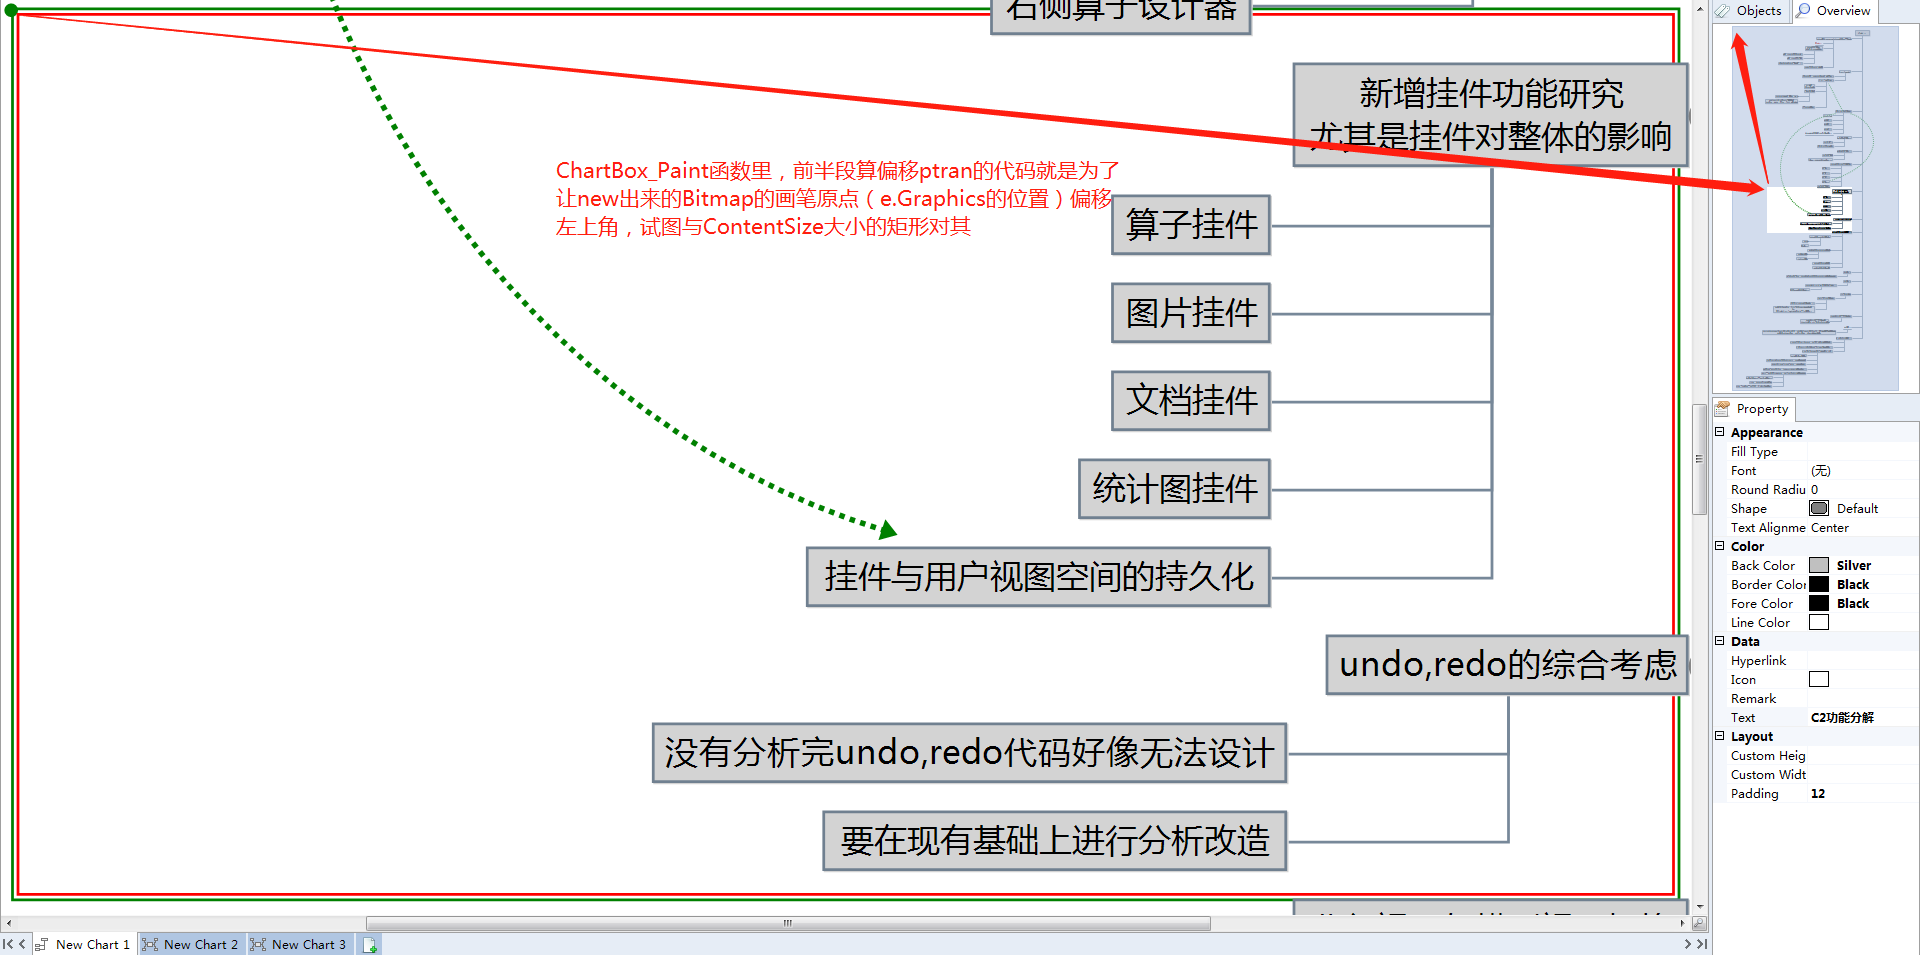 右侧算子设计器
新增挂件功能研究
尤其是挂件对整体的影响
ChartBox_Paint函数里，前半段算偏移ptran的代码就是为了
让new出来的Bitmap的画笔原点（e.Graphics的位置）偏移
左上角，试图与ContentSize大小的矩形对其
算子挂件
图片挂件
文档挂件
统计图挂件
挂件与用户视图空间的持久化
undo,redo的综合考虑
没有分析完undo,redo代码好像无法设计
要在现有基础上进行分析改造
New Chart 1
New Chart 2
New Chart 3
Objects
Overview
Property
Appearance
Fill Type
Font (无)
Round Radiu 0
Shape Default
Text Alignme Center
Color
Back Color Silver
Border Color Black
Fore Color Black
Line Color
Data
Hyperlink
Icon
Remark
Text C2功能分解
Layout
Custom Heig
Custom Widt
Padding 12